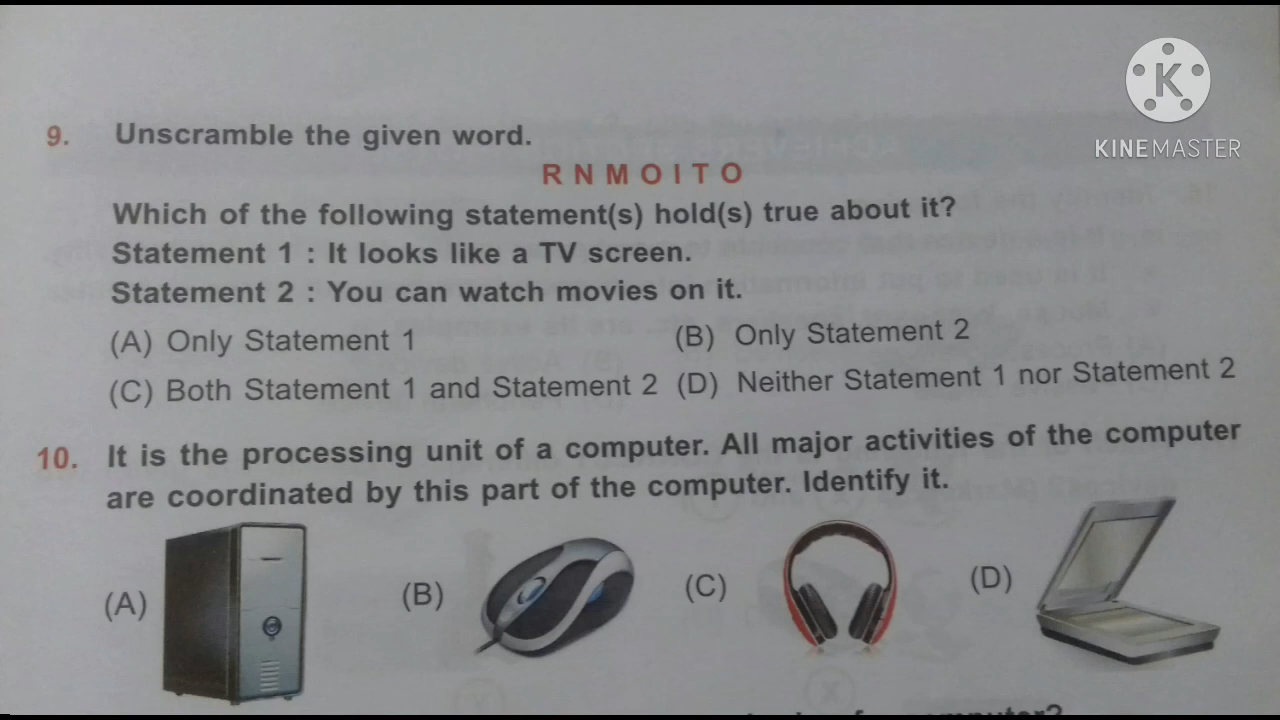 K
KINEMASTER
9. Unscramble the given word.
R N M O I T O
Which of the following statement(s) hold(s) true about it?
Statement 1 : It looks like a TV screen.
Statement 2 : You can watch movies on it.
(A) Only Statement 1 (B) Only Statement 2
(C) Both Statement 1 and Statement 2 (D) Neither Statement 1 nor Statement 2
10. It is the processing unit of a computer. All major activities of the computer
are coordinated by this part of the computer. Identify it.
(A) (B) (C) (D)